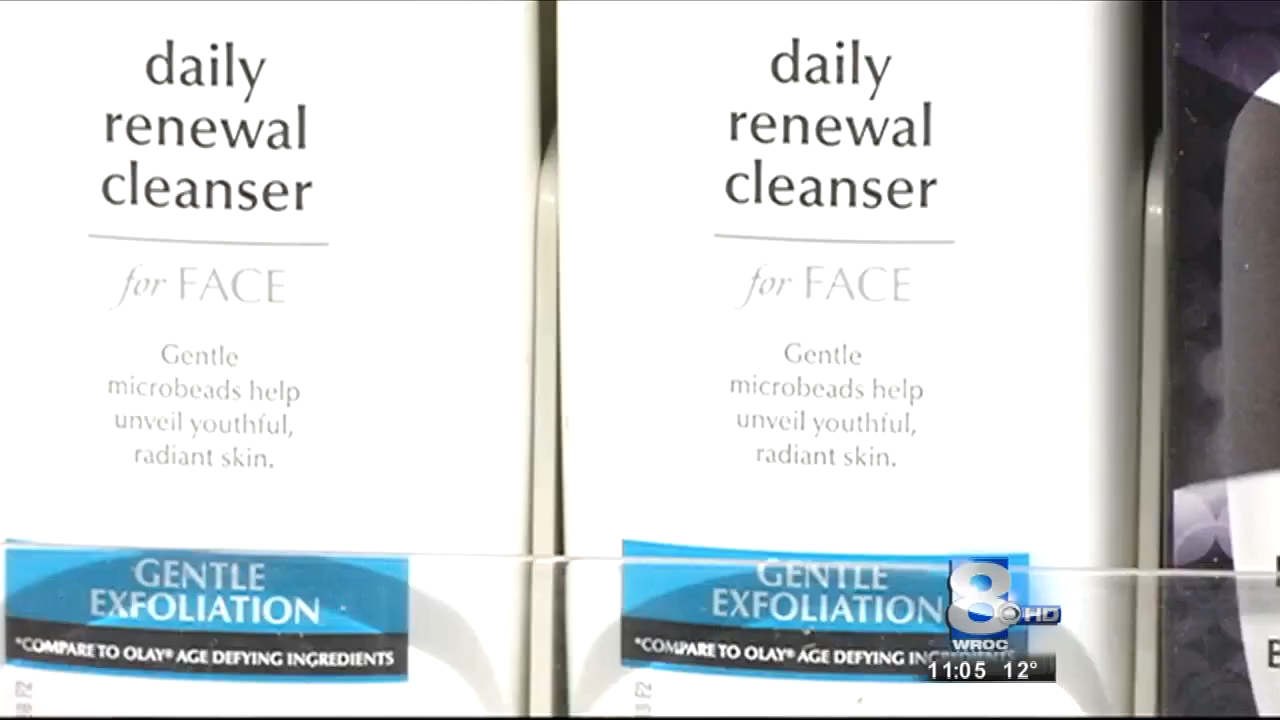 daily
renewal
cleanser
for FACE
Gentle
microbeads help
unveil youthful,
radiant skin.
GENTLE
EXFOLIATION
*COMPARE TO OLAY® AGE DEFYING INGREDIENTS
daily
renewal
cleanser
for FACE
Gentle
microbeads help
unveil youthful,
radiant skin.
GENTLE
EXFOLIATION
*COMPARE TO OLAY® AGE DEFYING INGREDIENTS
8 HD
WROC
11:05 12°